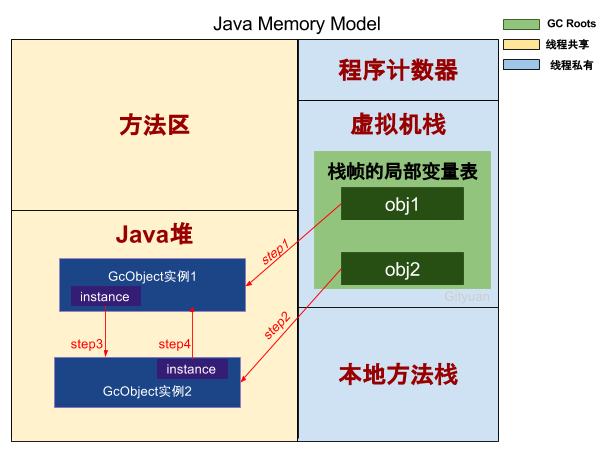 Java Memory Model
GC Roots
线程共享
线程私有
方法区
程序计数器
虚拟机栈
栈帧的局部变量表
obj1
obj2
Gityuan
Java堆
step1
GcObject实例1
instance
step2
step3
step4
instance
GcObject实例2
本地方法栈